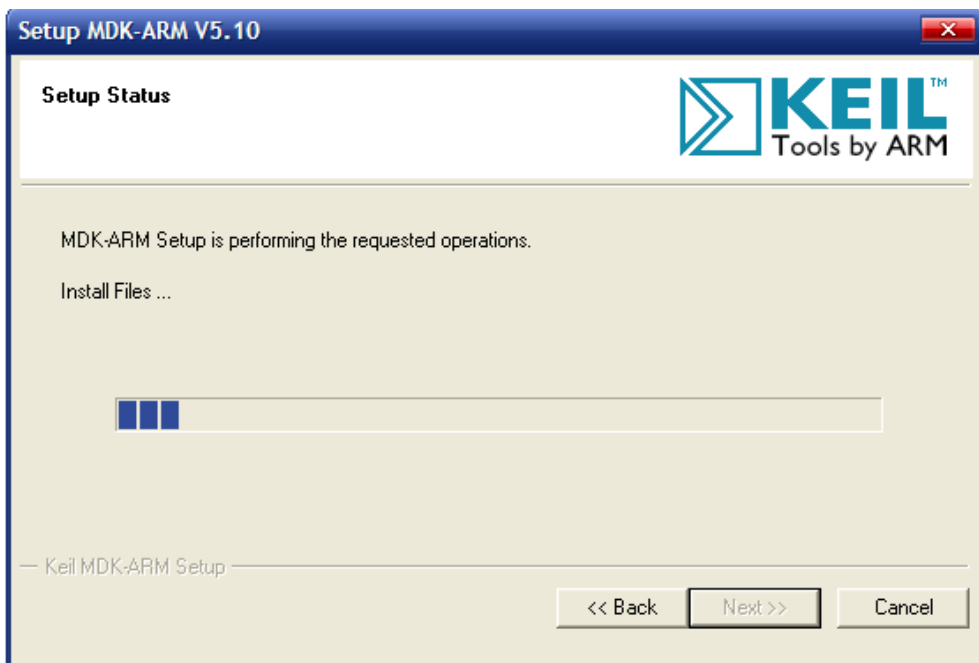 Setup MDK-ARM V5.10
Setup Status
KEIL™
Tools by ARM
MDK-ARM Setup is performing the requested operations.
Install Files ...
Keil MDK-ARM Setup
<< Back
Next >>
Cancel